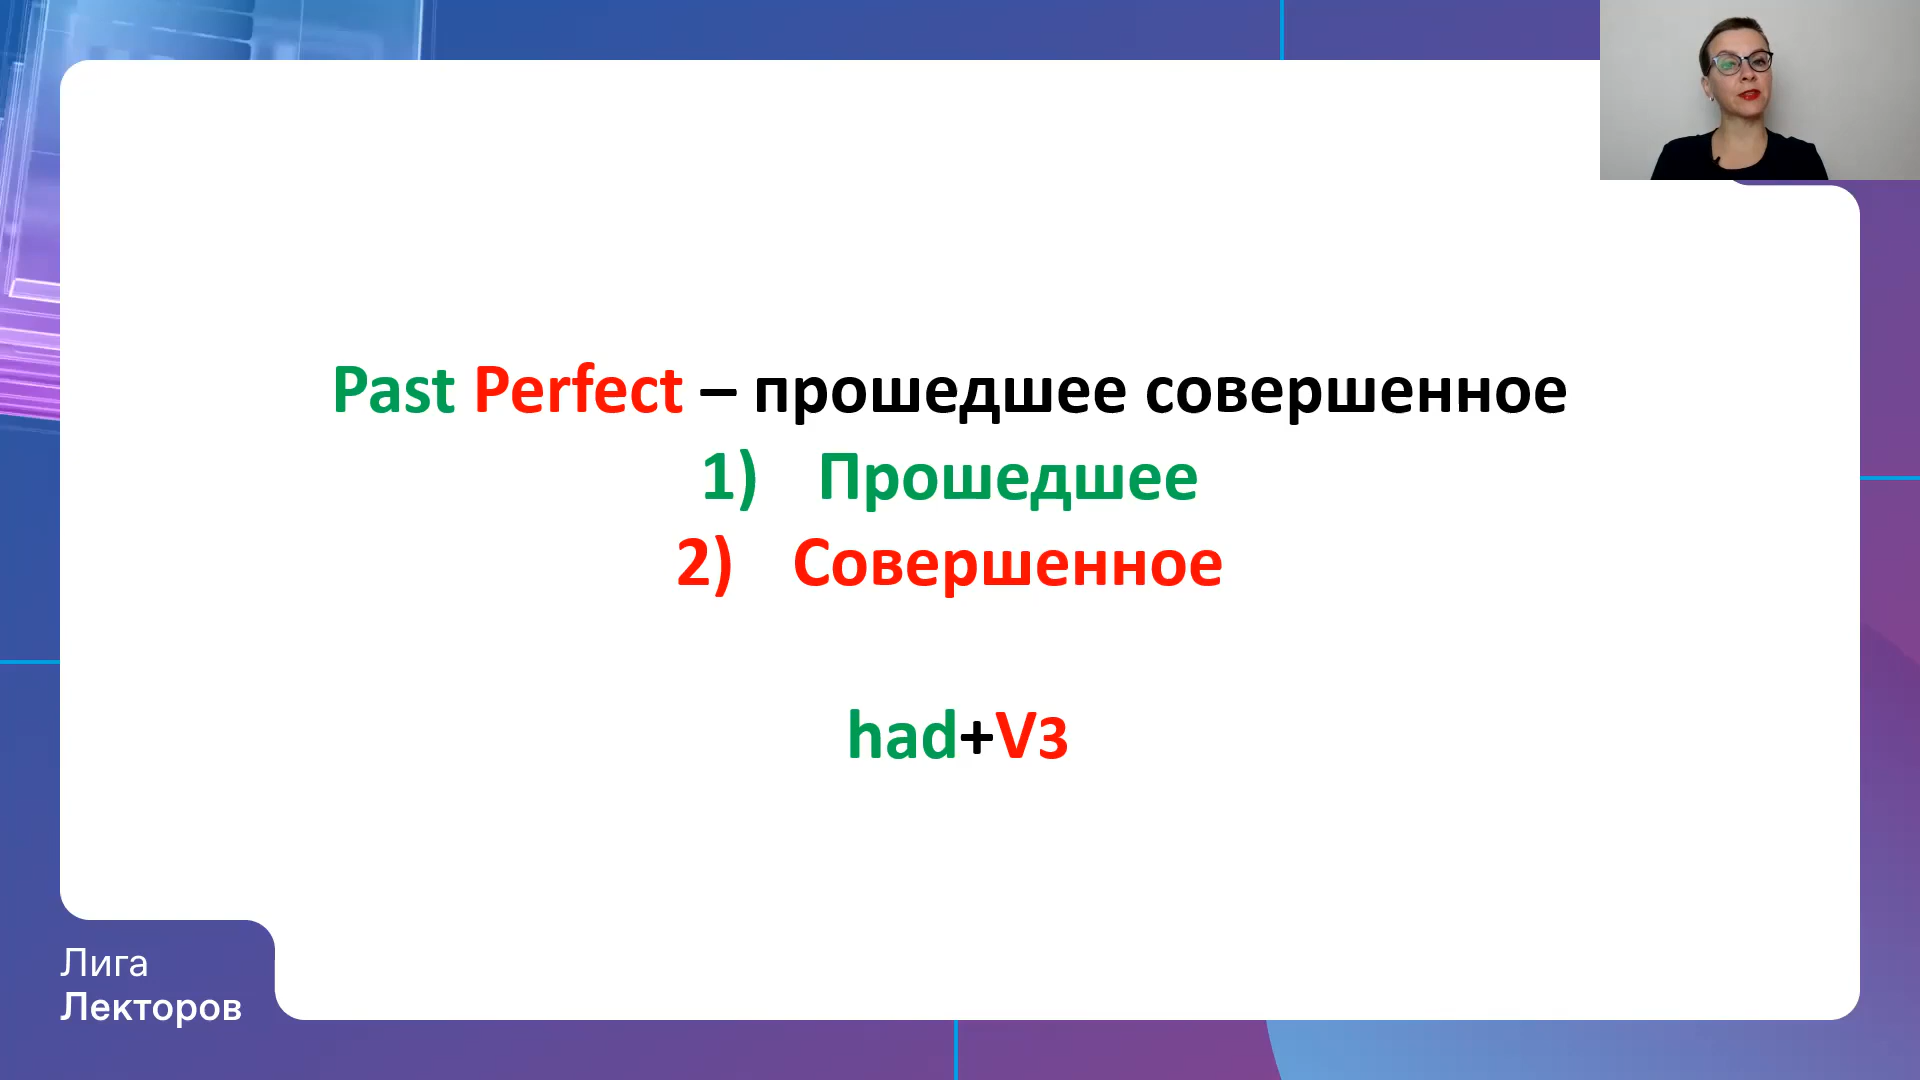 Past Perfect – прошедшее совершенное
1) Прошедшее
2) Совершенное
had+V3
Лига
Лекторов